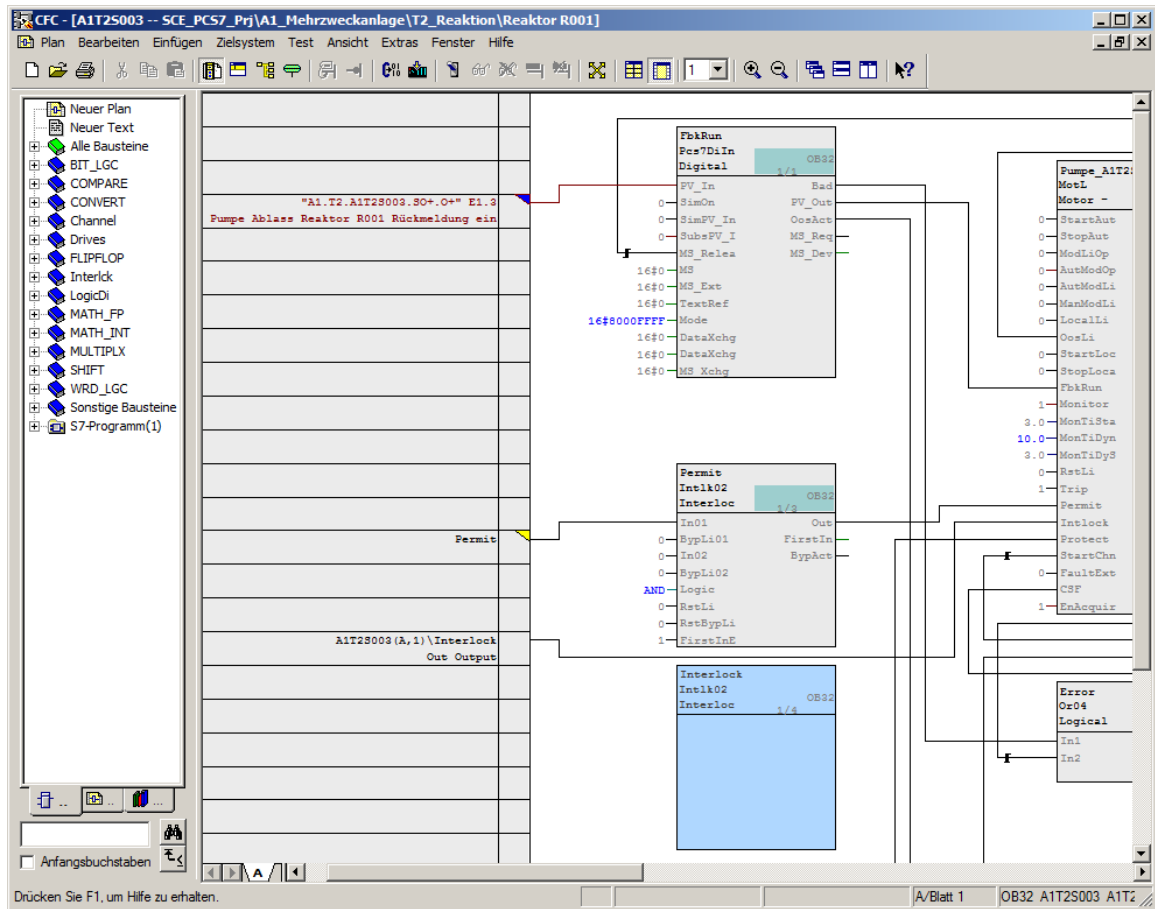 CFC - [A1T2S003 -- SCE_PCS7_Prj\A1_Mehrzweckanlage\T2_Reaktion\Reaktor R001]
Plan Bearbeiten Einfügen Zielsystem Test Ansicht Extras Fenster Hilfe
1
Neuer Plan
Neuer Text
Alle Bausteine
BIT_LGC
COMPARE
CONVERT
Channel
Drives
FLIPFLOP
Interlck
LogicDi
MATH_FP
MATH_INT
MULTIPLX
SHIFT
WRD_LGC
Sonstige Bausteine
S7-Programm(1)
..
..
...
Anfangsbuchstaben
"A1.T2.A1T2S003.SO+.O+" E1.3
Pumpe Ablass Reaktor R001 Rückmeldung ein
Permit
A1T2S003(A,1)\Interlock
Out Output
FbkRun
Pcs7DiIn
Digital
OB32
1/1
PV_In Bad
0 SimOn PV_Out
0 SimPV_In OosAct
0 SubsPV_I MS_Req
MS_Relea MS_Dev
16#0 MS
16#0 MS_Ext
16#0 TextRef
16#8000FFFF Mode
16#0 DataXchg
16#0 DataXchg
16#0 MS_Xchg
Permit
Intlk02
Interloc
OB32
1/3
In01 Out
0 BypLi01 FirstIn
0 In02 BypAct
0 BypLi02
AND Logic
0 RstLi
0 RstBypLi
1 FirstInE
Interlock
Intlk02
Interloc
OB32
1/4
Pumpe_A1T2
MotL
Motor -
0 StartAut
0 StopAut
0 ModLiOp
0 AutModOp
0 AutModLi
0 ManModLi
0 LocalLi
OosLi
0 StartLoc
0 StopLoca
FbkRun
1 Monitor
3.0 MonTiSta
10.0 MonTiDyn
3.0 MonTiDyS
0 RstLi
1 Trip
Permit
Intlock
Protect
StartChn
0 FaultExt
CSF
1 EnAcquir
Error
Or04
Logical
In1
In2
A
Drücken Sie F1, um Hilfe zu erhalten.
A/Blatt 1
OB32 A1T2S003 A1T2